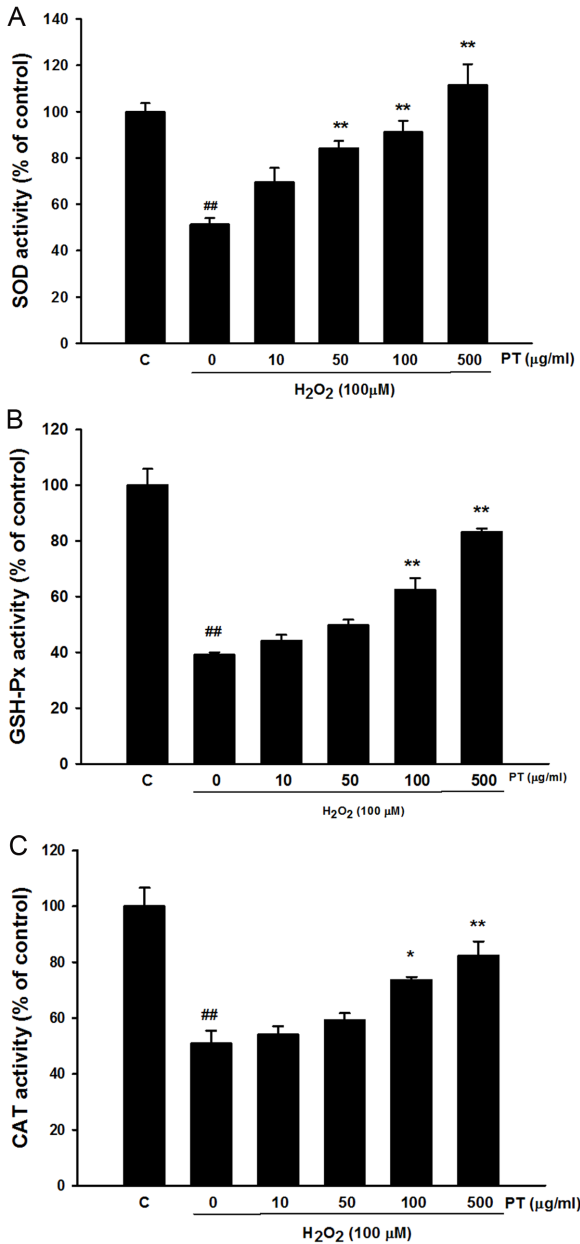 A
SOD activity (% of control)
140
120
100
80
60
40
20
0
**
**
**
##
C 0 10 50 100 500 PT (μg/ml)
H2O2 (100μM)
B
GSH-Px activity (% of control)
120
100
80
60
40
20
0
**
**
##
C 0 10 50 100 500 PT (μg/ml)
H2O2 (100 μM)
C
CAT activity (% of control)
120
100
80
60
40
20
0
**
*
##
C 0 10 50 100 500 PT (μg/ml)
H2O2 (100 μM)